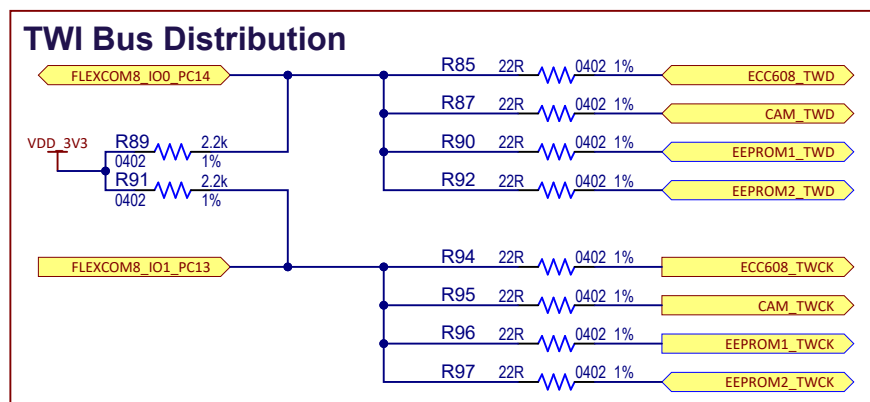 TWI Bus Distribution
FLEXCOM8_IO0_PC14
R85 22R 0402 1% ECC608_TWD
R87 22R 0402 1% CAM_TWD
VDD_3V3
R89 2.2k
0402 1%
R90 22R 0402 1% EEPROM1_TWD
R91 2.2k
0402 1%
R92 22R 0402 1% EEPROM2_TWD
FLEXCOM8_IO1_PC13
R94 22R 0402 1% ECC608_TWCK
R95 22R 0402 1% CAM_TWCK
R96 22R 0402 1% EEPROM1_TWCK
R97 22R 0402 1% EEPROM2_TWCK